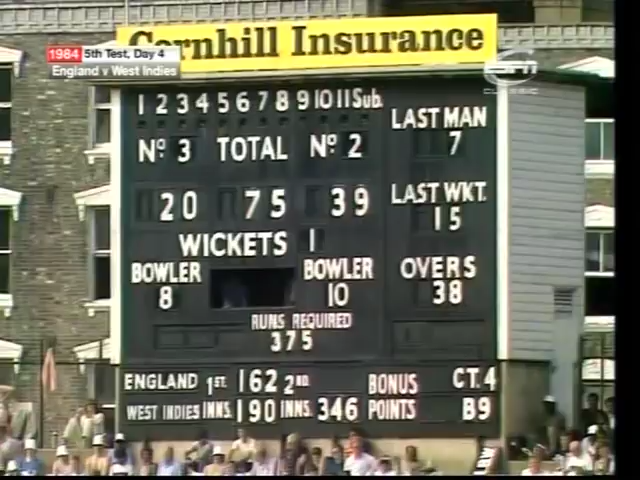 Cornhill Insurance
1984 5th Test, Day 4
England v West Indies
ESPN
CLASSIC
1 2 3 4 5 6 7 8 9 10 11 Sub.
LAST MAN
7
Nº 3 TOTAL Nº 2
20 75 39
LAST WKT.
15
WICKETS 1
BOWLER BOWLER OVERS
8 10 38
RUNS REQUIRED
375
ENGLAND 1ST. 162 2ND BONUS CT. 4
WEST INDIES INNS. 190 INNS. 346 POINTS B9